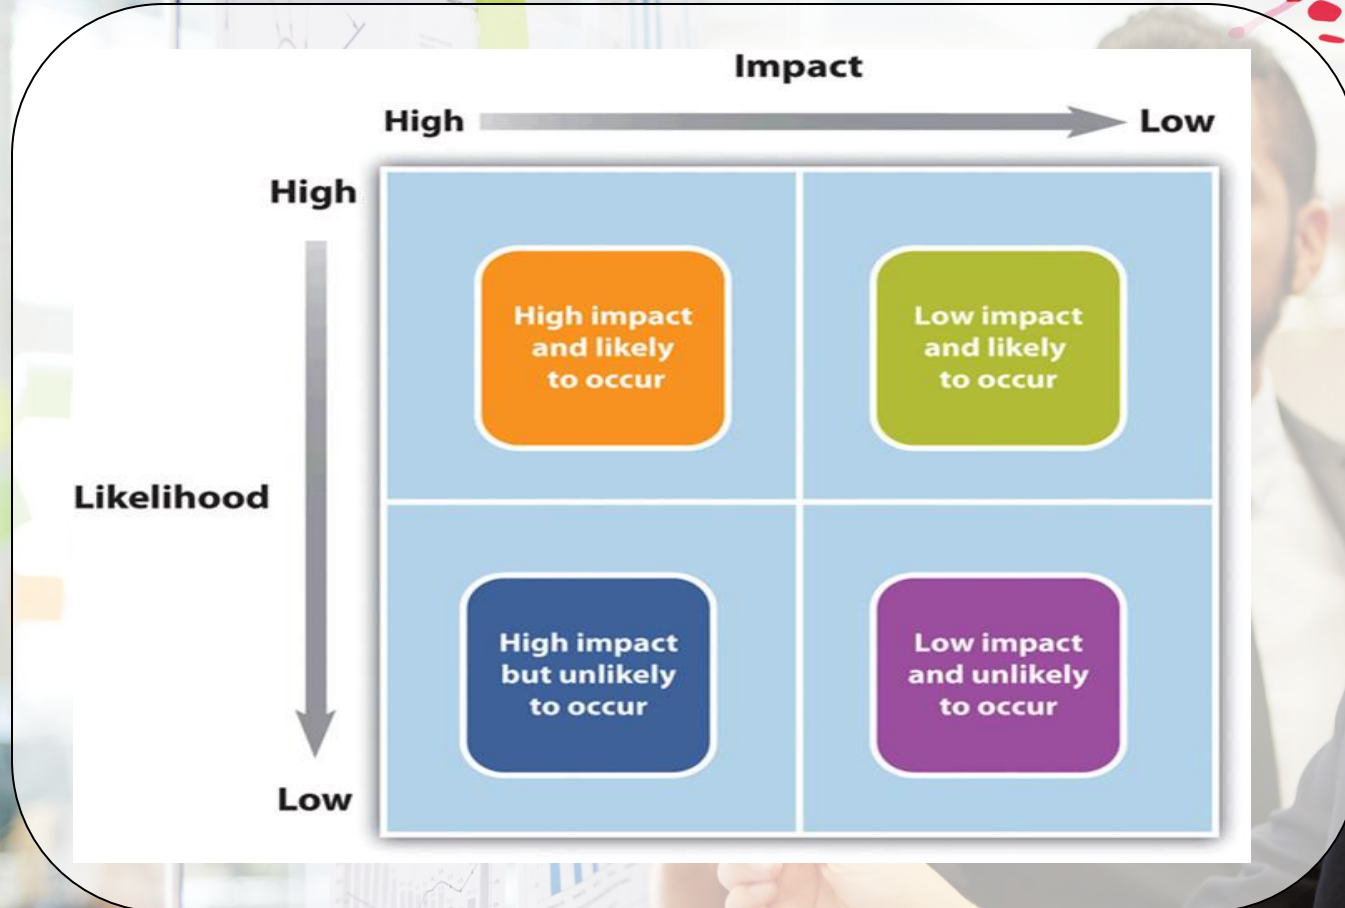 Impact
High
Low
High
High impact
and likely
to occur
Low impact
and likely
to occur
Likelihood
High impact
but unlikely
to occur
Low impact
and unlikely
to occur
Low